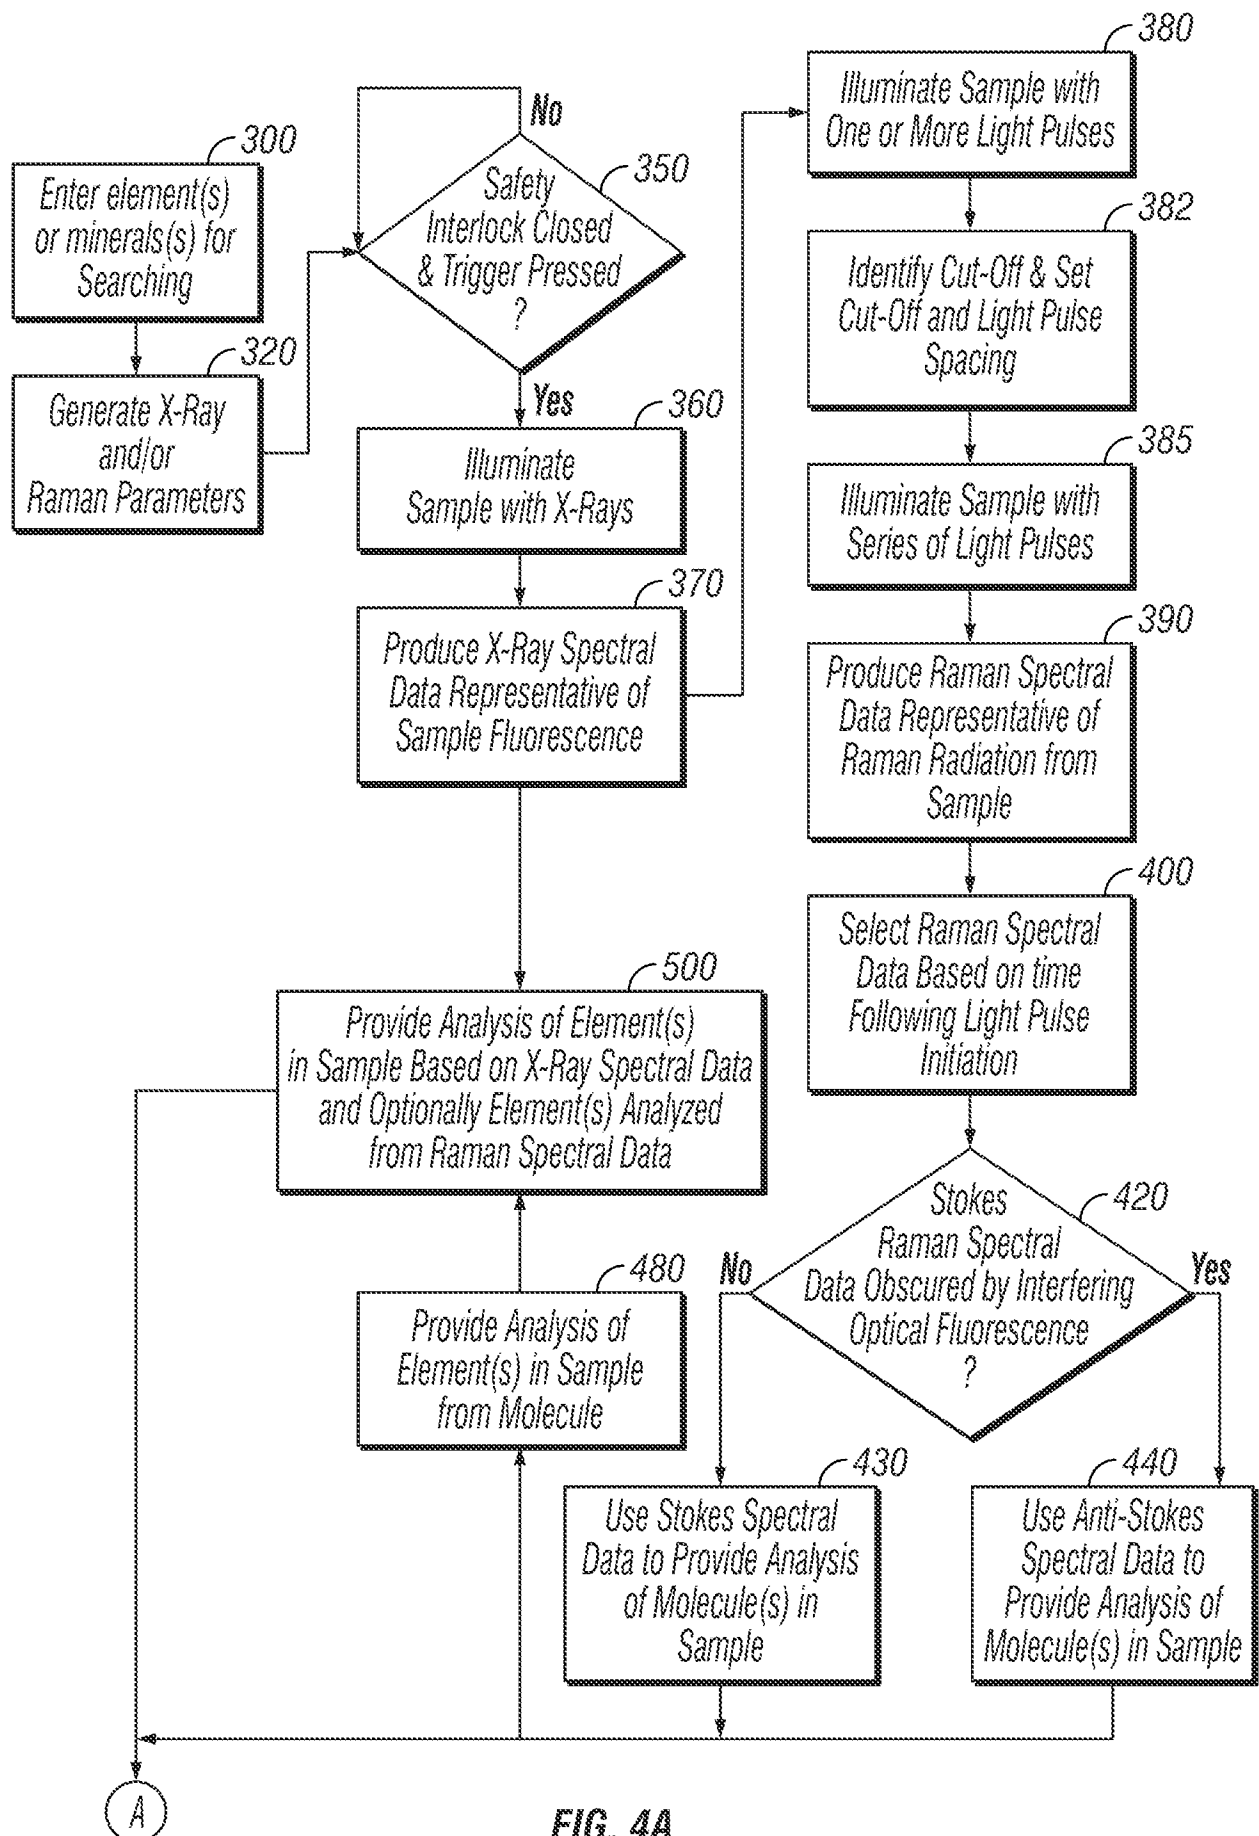 300
Enter element(s)
or minerals(s) for
Searching
320
Generate X-Ray
and/or
Raman Parameters
No
350
Safety
Interlock Closed
& Trigger Pressed
?
Yes
360
Illuminate
Sample with X-Rays
370
Produce X-Ray Spectral
Data Representative of
Sample Fluorescence
380
Illuminate Sample with
One or More Light Pulses
382
Identify Cut-Off & Set
Cut-Off and Light Pulse
Spacing
385
Illuminate Sample with
Series of Light Pulses
390
Produce Raman Spectral
Data Representative of
Raman Radiation from
Sample
400
Select Raman Spectral
Data Based on time
Following Light Pulse
Initiation
420
Stokes
Raman Spectral
Data Obscured by Interfering
Optical Fluorescence
?
No
Yes
430
Use Stokes Spectral
Data to Provide Analysis
of Molecule(s) in
Sample
440
Use Anti-Stokes
Spectral Data to
Provide Analysis of
Molecule(s) in Sample
480
Provide Analysis of
Element(s) in Sample
from Molecule
500
Provide Analysis of Element(s)
in Sample Based on X-Ray Spectral Data
and Optionally Element(s) Analyzed
from Raman Spectral Data
A
FIG. 4A